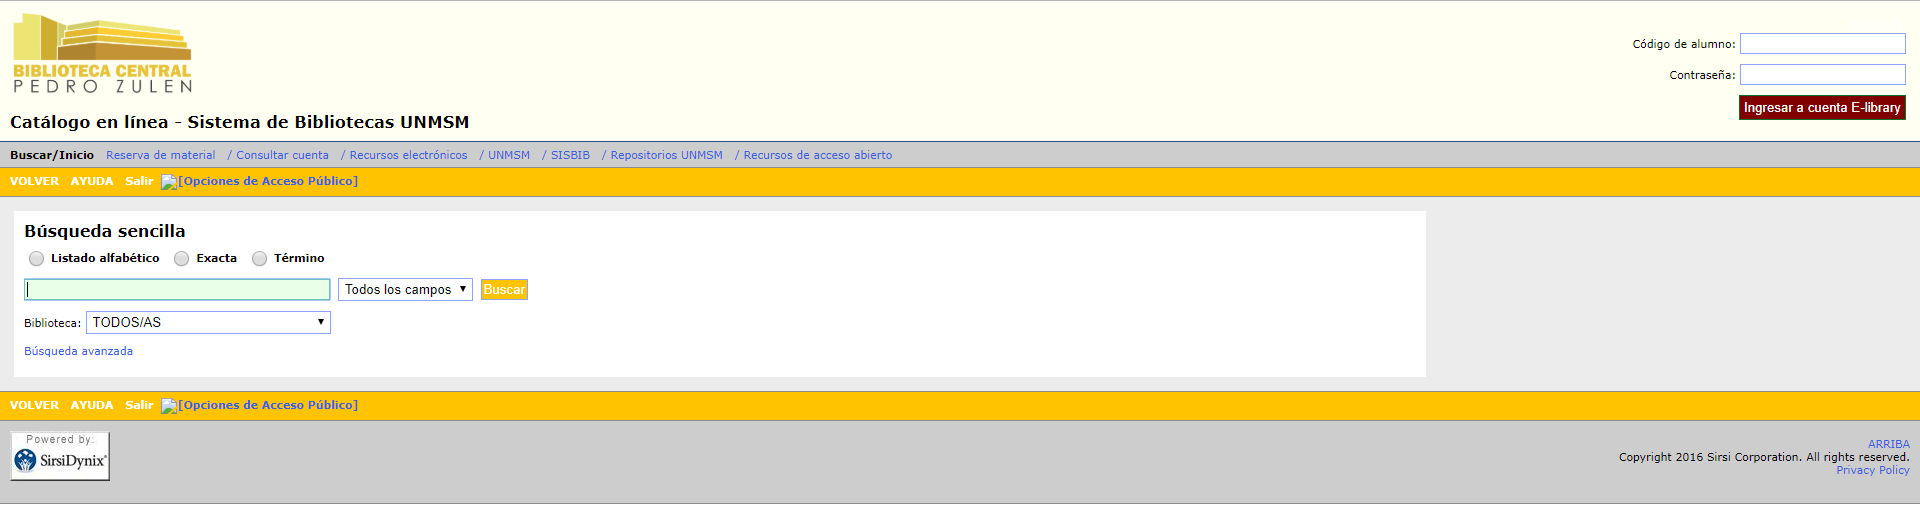 BIBLIOTECA CENTRAL
PEDRO ZULEN
Catálogo en línea - Sistema de Bibliotecas UNMSM
Código de alumno:
Contraseña:
Ingresar a cuenta E-library
Buscar/Inicio Reserva de material / Consultar cuenta / Recursos electrónicos / UNMSM / SISBIB / Repositorios UNMSM / Recursos de acceso abierto
VOLVER AYUDA Salir [Opciones de Acceso Público]
Búsqueda sencilla
Listado alfabético Exacta Término
Todos los campos Buscar
Biblioteca: TODOS/AS
Búsqueda avanzada
VOLVER AYUDA Salir [Opciones de Acceso Público]
Powered by:
SirsiDynix
ARRIBA
Copyright 2016 Sirsi Corporation. All rights reserved.
Privacy Policy